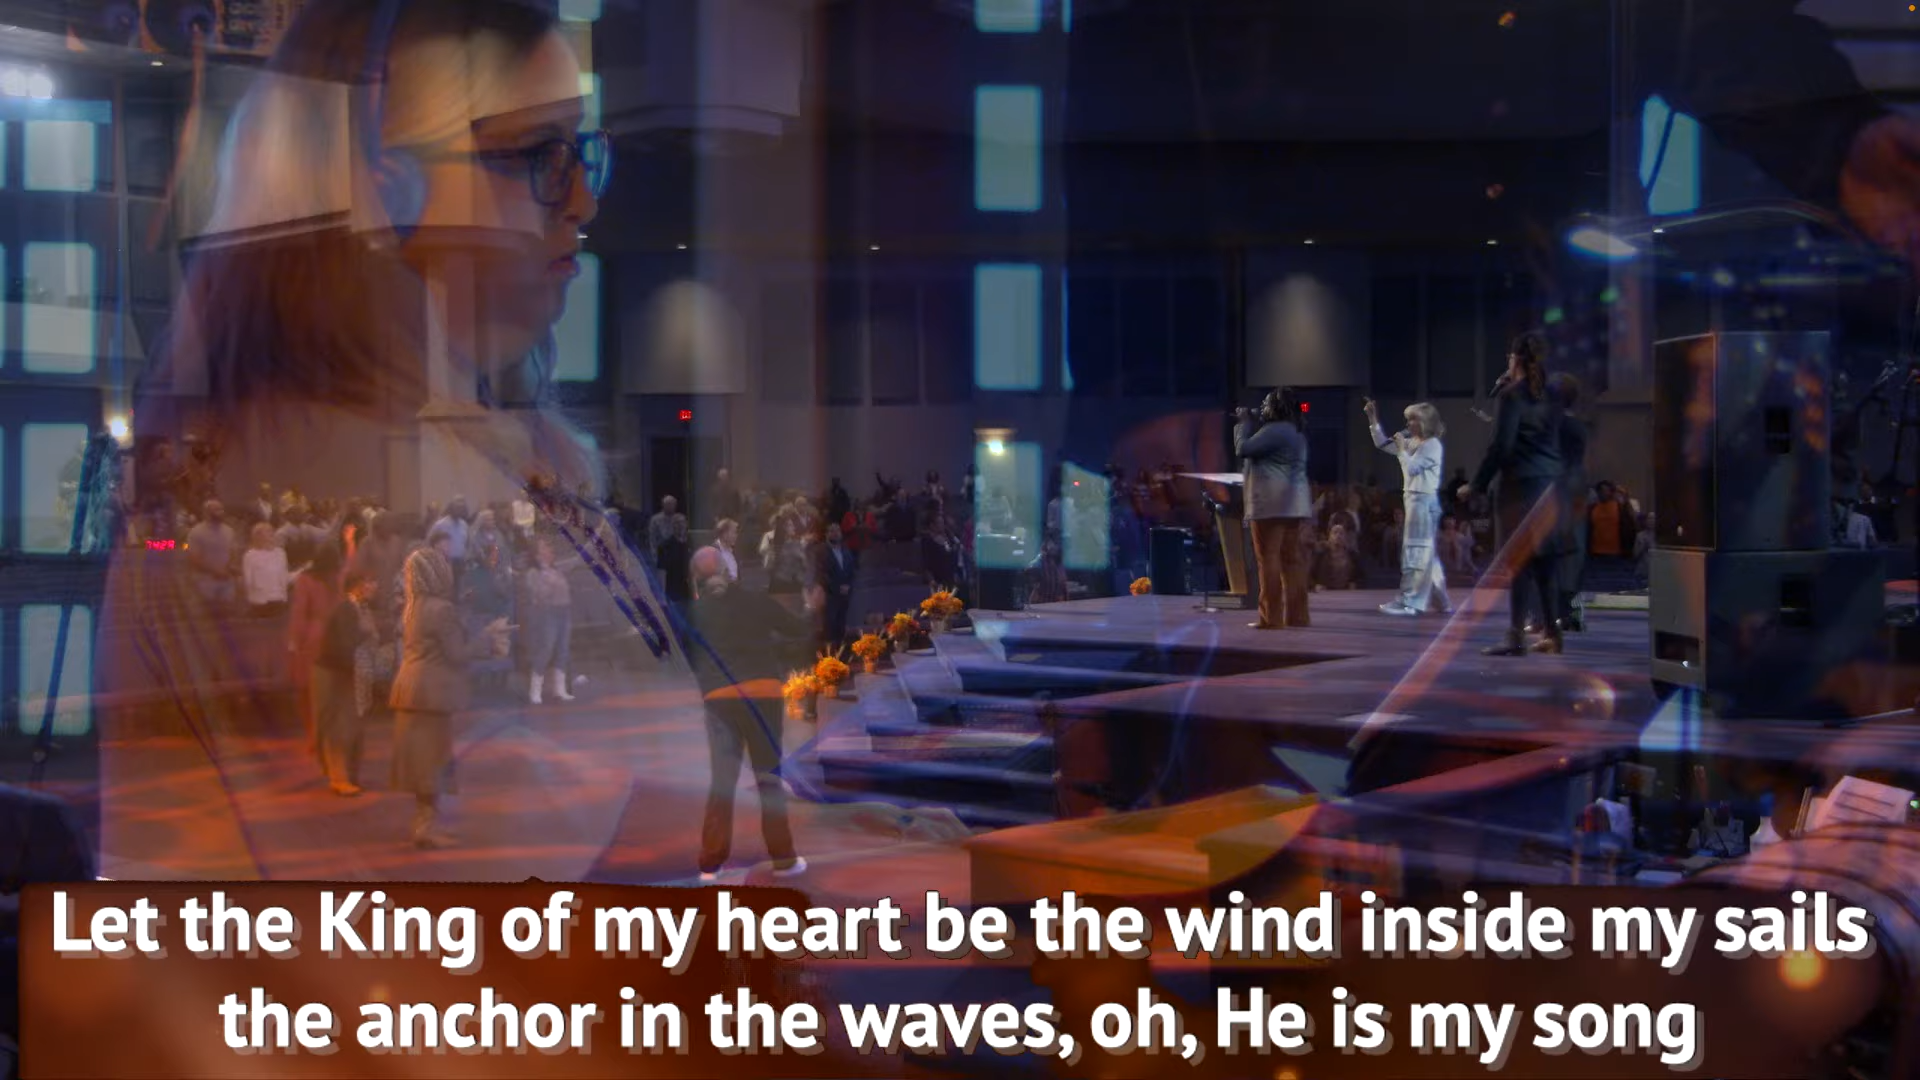 Let the King of my heart be the wind inside my sails
the anchor in the waves, oh, He is my song